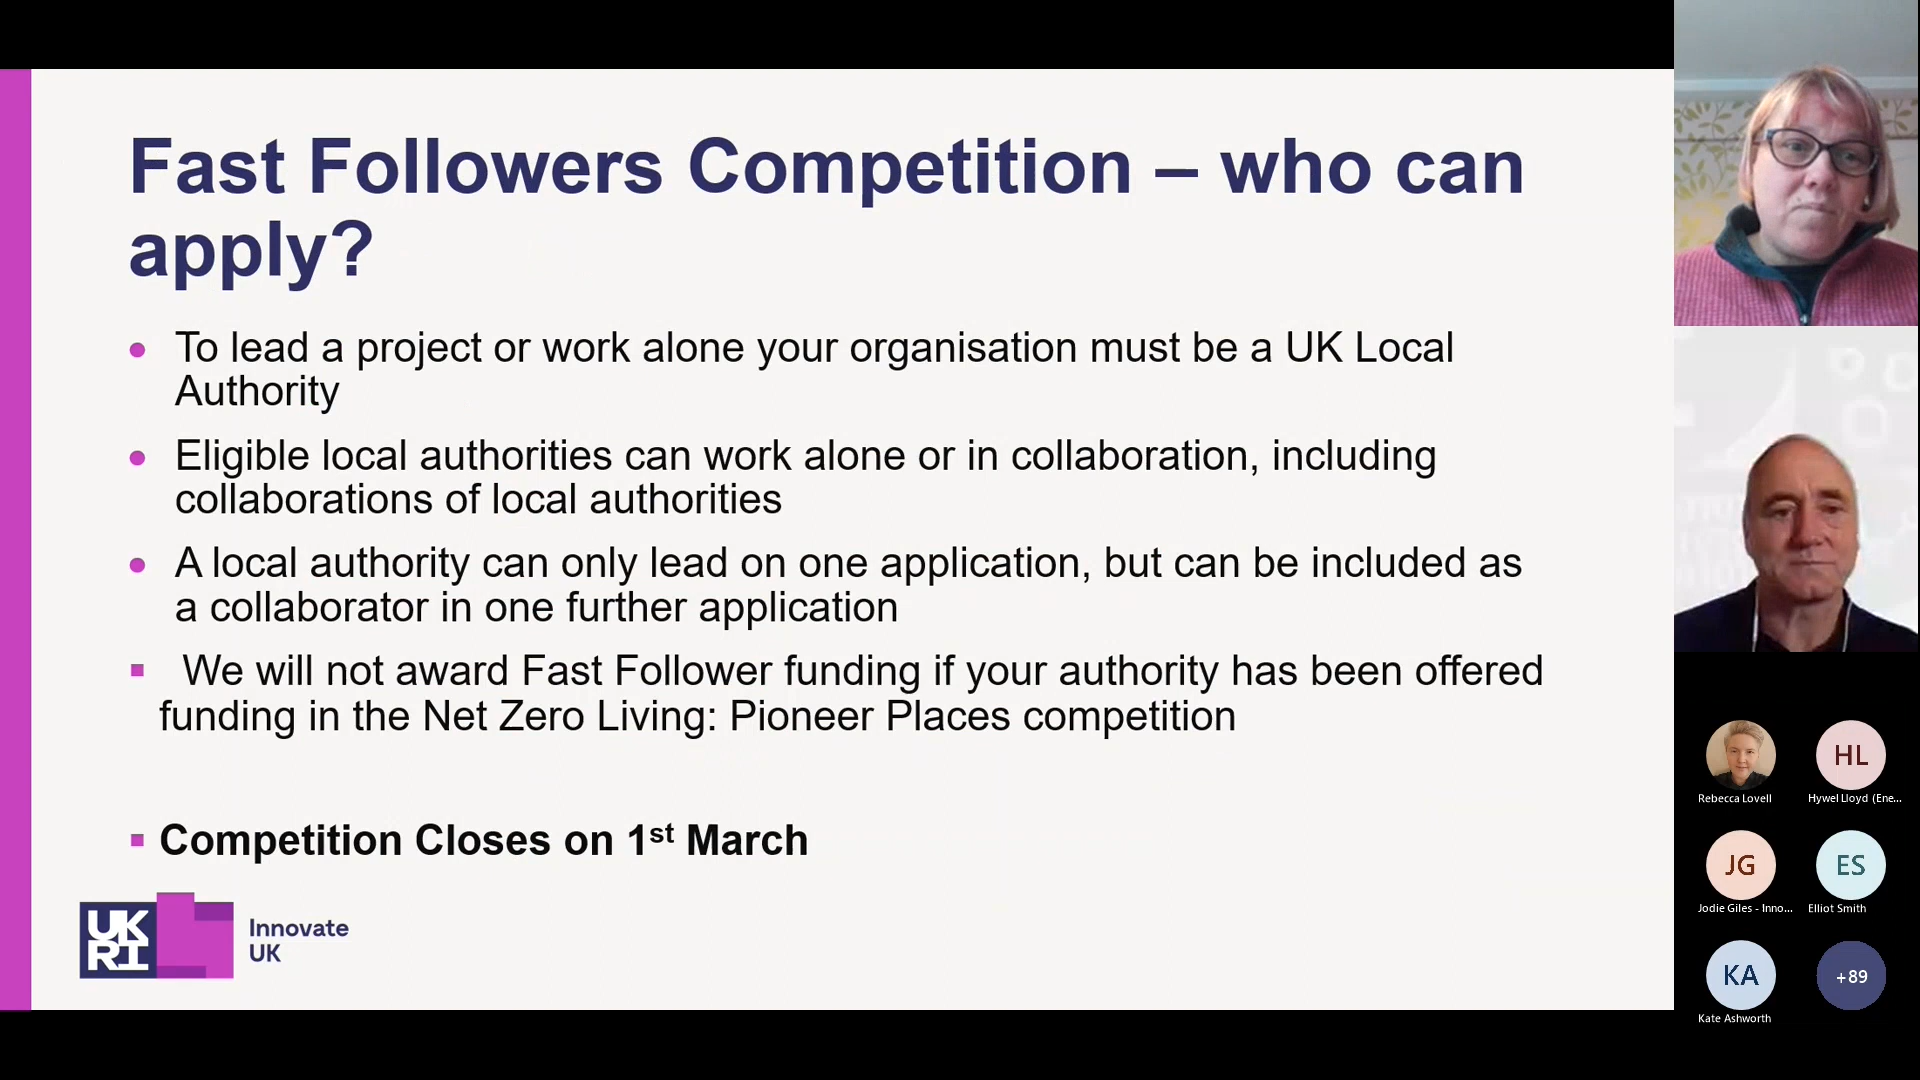 Fast Followers Competition – who can
apply?
• To lead a project or work alone your organisation must be a UK Local
Authority
• Eligible local authorities can work alone or in collaboration, including
collaborations of local authorities
• A local authority can only lead on one application, but can be included as
a collaborator in one further application
▪ We will not award Fast Follower funding if your authority has been offered
funding in the Net Zero Living: Pioneer Places competition
▪ Competition Closes on 1st March
UK
RI
Innovate
UK
Rebecca Lovell
HL
Hywel Lloyd (Ene...
JG
Jodie Giles - Inno...
ES
Elliot Smith
KA
Kate Ashworth
+89